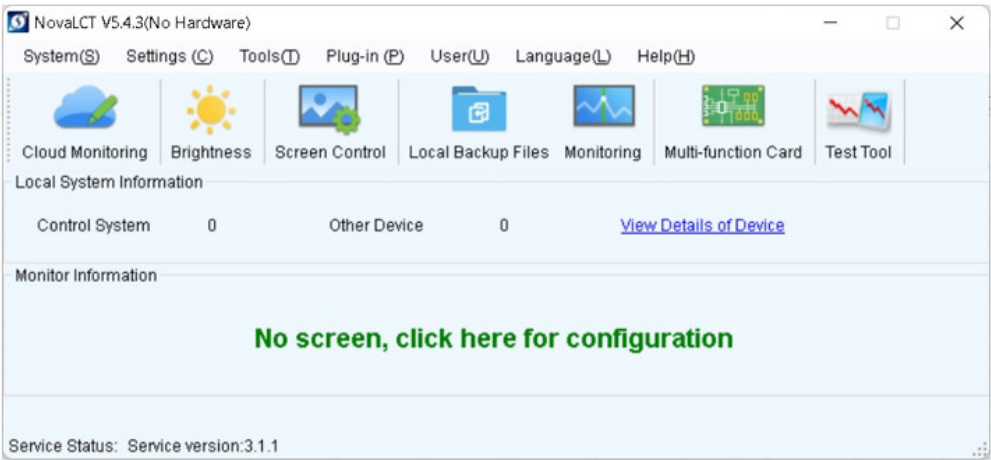 NovaLCT V5.4.3(No Hardware)
System(S) Settings (C) Tools(T) Plug-in (P) User(U) Language(L) Help(H)
Cloud Monitoring Brightness Screen Control Local Backup Files Monitoring Multi-function Card Test Tool
Local System Information
Control System 0 Other Device 0 View Details of Device
Monitor Information
No screen, click here for configuration
Service Status: Service version:3.1.1